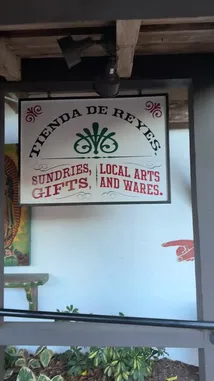 TIENDA DE REYES.
SUNDRIES, GIFTS,
LOCAL ARTS AND WARES.